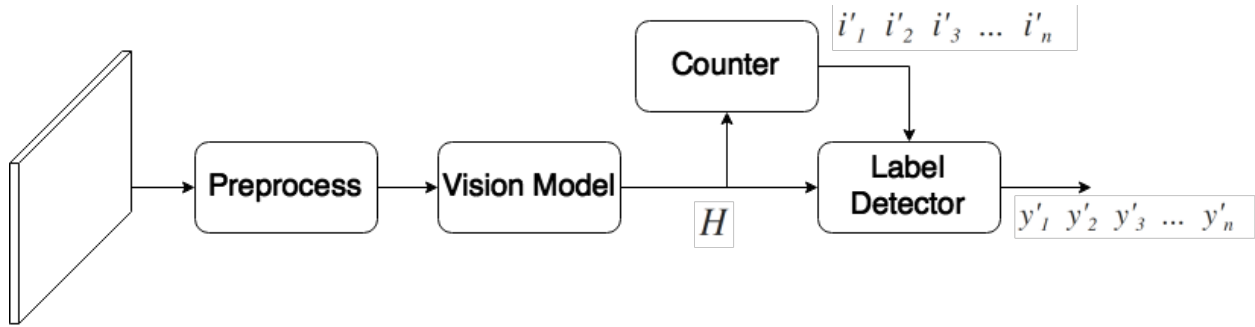 i'₁ i'₂ i'₃ ... i'ₙ
Counter
Preprocess
Vision Model
Label
Detector
H
y'₁ y'₂ y'₃ ... y'ₙ